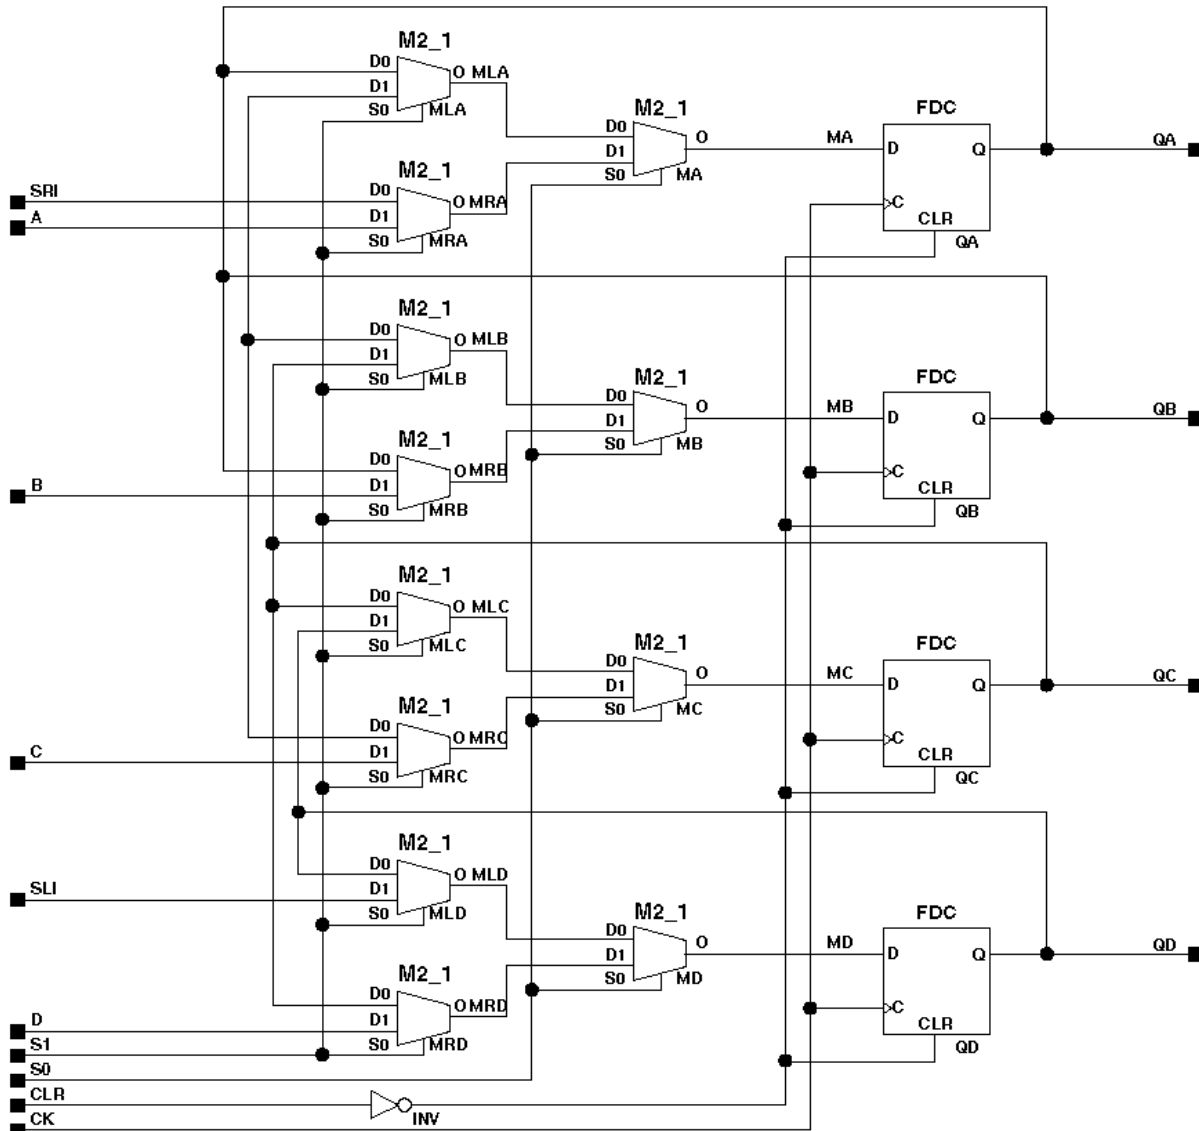 M2_1
D0
O MLA
D1
S0
MLA
M2_1
FDC
D0
O
MA
D
Q
QA
D1
S0
MA
M2_1
SRI
D0
O MRA
A
D1
S0
MRA
C
CLR
QA
M2_1
D0
O MLB
D1
S0
MLB
M2_1
FDC
D0
O
MB
D
Q
QB
D1
S0
MB
M2_1
D0
O MRB
B
D1
S0
MRB
C
CLR
QB
M2_1
D0
O MLC
D1
S0
MLC
M2_1
FDC
D0
O
MC
D
Q
QC
D1
S0
MC
M2_1
D0
O MRC
C
D1
S0
MRC
C
CLR
QC
M2_1
D0
O MLD
SLI
D1
S0
MLD
M2_1
FDC
D0
O
MD
D
Q
QD
D1
S0
MD
M2_1
D0
O MRD
D
D1
S1
S0
MRD
C
CLR
QD
S0
CLR
INV
CK